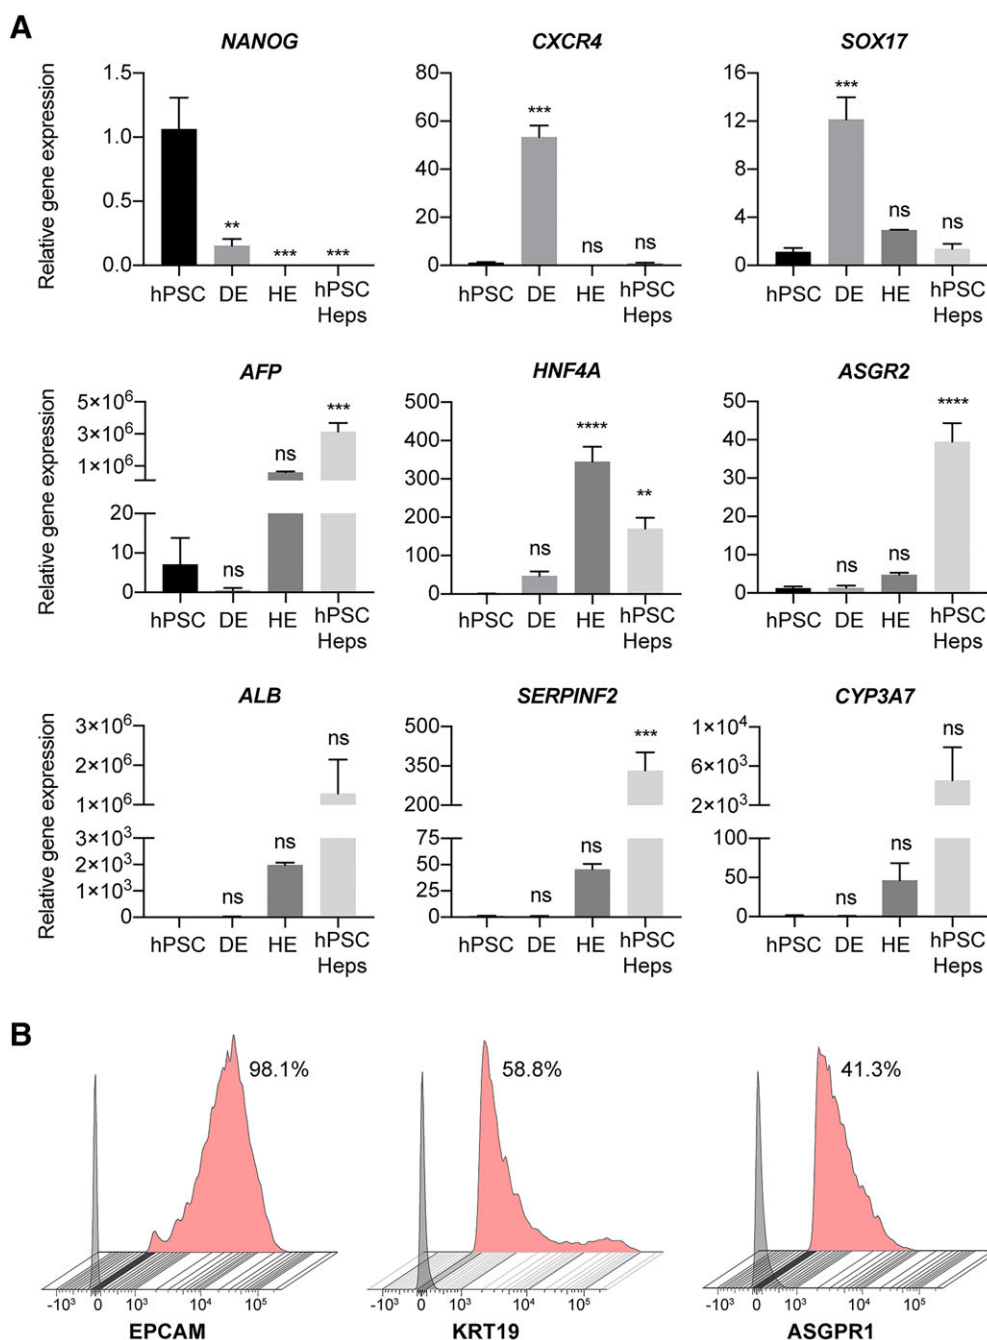 A
NANOG
CXCR4
SOX17
Relative gene expression
1.5
1.0
0.5
0.0
**
***
***
hPSC
DE
HE
hPSC
Heps
80
60
40
20
0
***
ns
ns
hPSC
DE
HE
hPSC
Heps
16
12
8
4
0
***
ns
ns
hPSC
DE
HE
hPSC
Heps
AFP
HNF4A
ASGR2
Relative gene expression
5×10⁶
3×10⁶
1×10⁶
20
10
0
ns
ns
***
hPSC
DE
HE
hPSC
Heps
500
400
300
200
100
0
ns
****
**
hPSC
DE
HE
hPSC
Heps
50
40
30
20
10
0
ns
ns
****
hPSC
DE
HE
hPSC
Heps
ALB
SERPINF2
CYP3A7
Relative gene expression
3×10⁶
2×10⁶
1×10⁶
3×10³
2×10³
1×10³
0
ns
ns
ns
hPSC
DE
HE
hPSC
Heps
500
400
300
200
75
50
25
0
ns
ns
***
hPSC
DE
HE
hPSC
Heps
1×10⁴
6×10³
2×10³
100
50
0
ns
ns
ns
hPSC
DE
HE
hPSC
Heps
B
98.1%
58.8%
41.3%
-10³ 0 10³ 10⁴ 10⁵
-10³ 0 10³ 10⁴ 10⁵
-10³ 0 10³ 10⁴ 10⁵
EPCAM
KRT19
ASGPR1